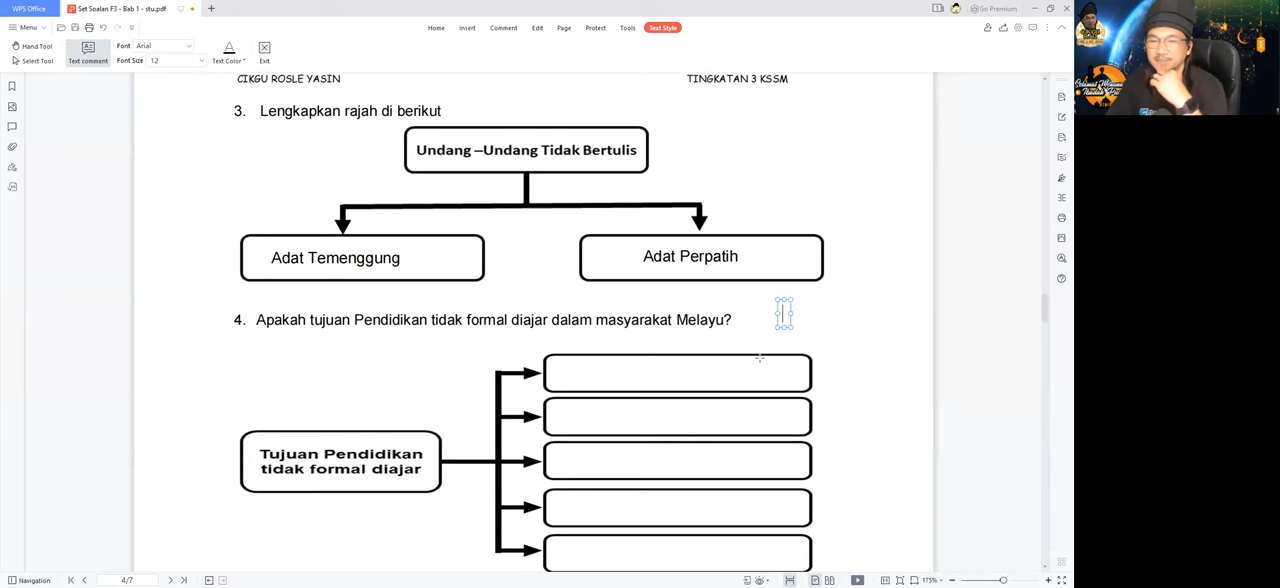 WPS Office
Set Soalan F3 - Bab 1 - stu.pdf
Go Premium
Menu
Home
Insert
Comment
Edit
Page
Protect
Tools
Text Style
Hand Tool
Select Tool
Text comment
Font
Arial
Font Size
12
Text Color
Exit
CIKGU ROSLE YASIN
TINGKATAN 3 KSSM
3. Lengkapkan rajah di berikut
Undang –Undang Tidak Bertulis
Adat Temenggung
Adat Perpatih
4. Apakah tujuan Pendidikan tidak formal diajar dalam masyarakat Melayu?
Tujuan Pendidikan
tidak formal diajar
Navigation
4/7
175%